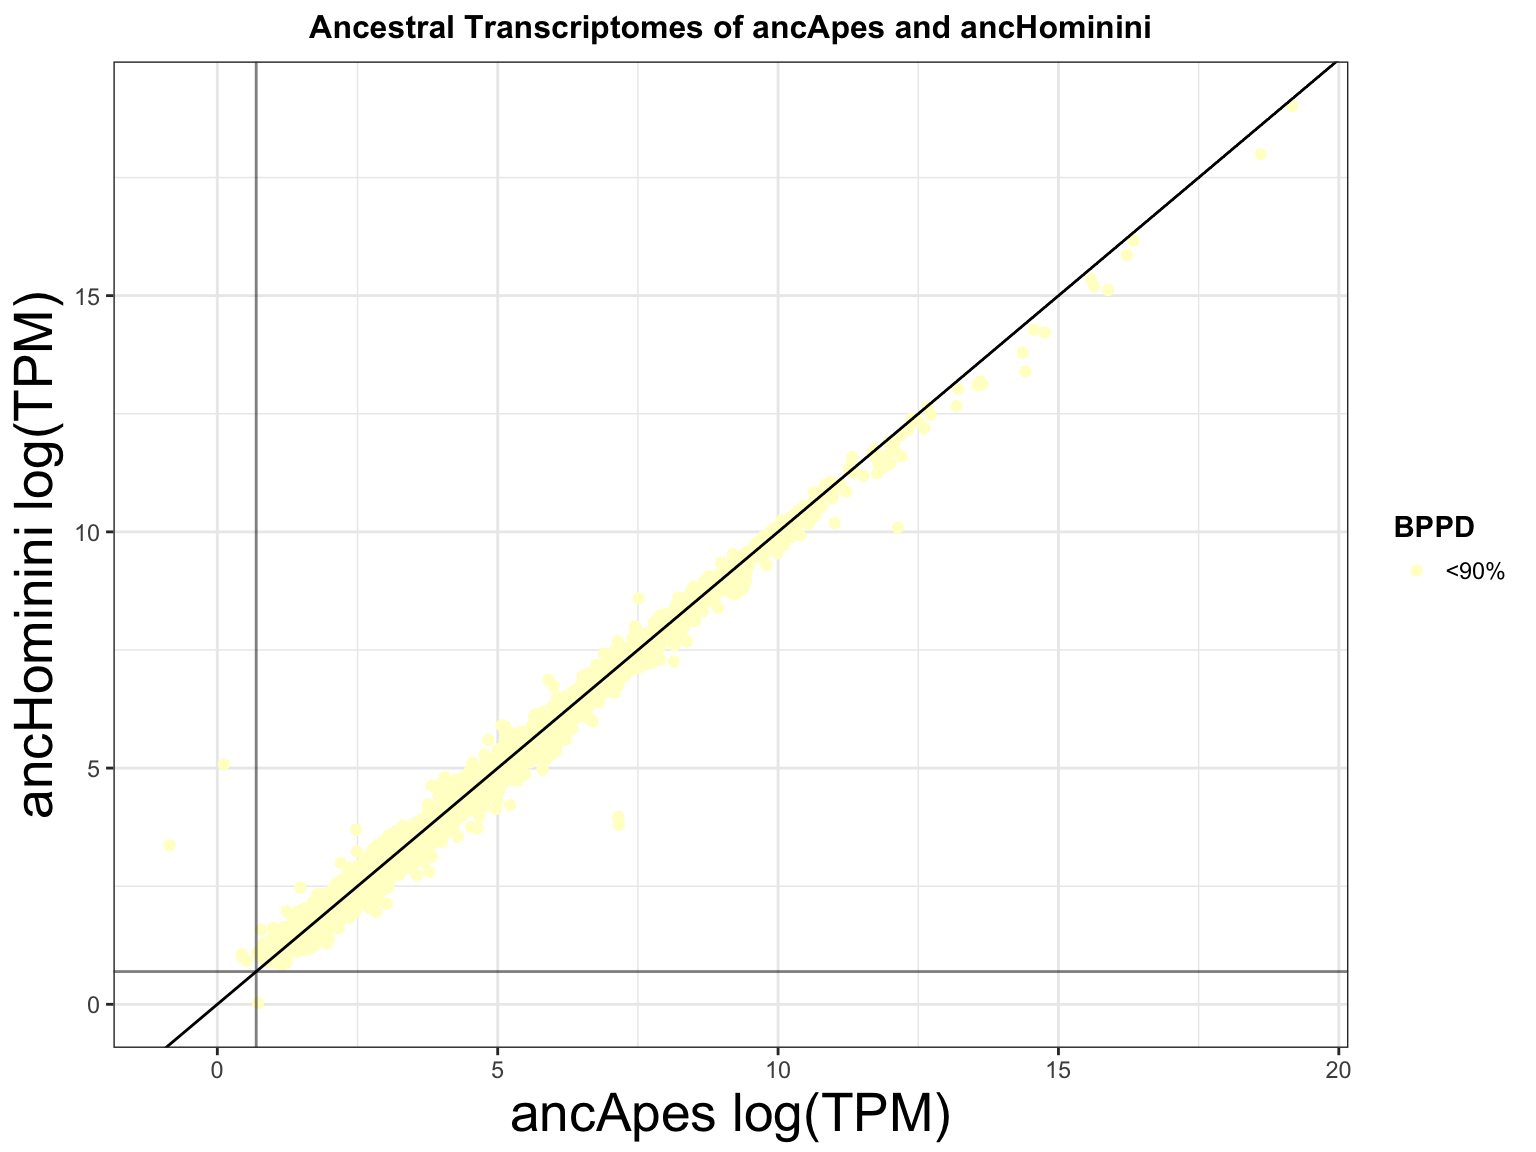 Ancestral Transcriptomes of ancApes and ancHominini
ancHominini log(TPM)
15
10
5
0
0 5 10 15 20
ancApes log(TPM)
BPPD
<90%